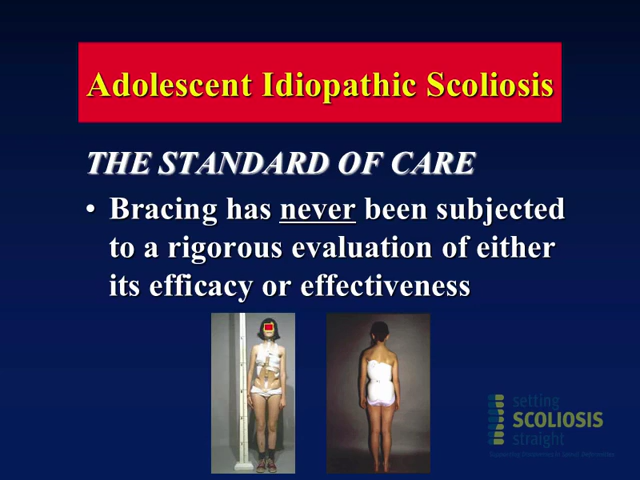 Adolescent Idiopathic Scoliosis
THE STANDARD OF CARE
• Bracing has never been subjected
to a rigorous evaluation of either
its efficacy or effectiveness
setting
SCOLIOSIS
straight